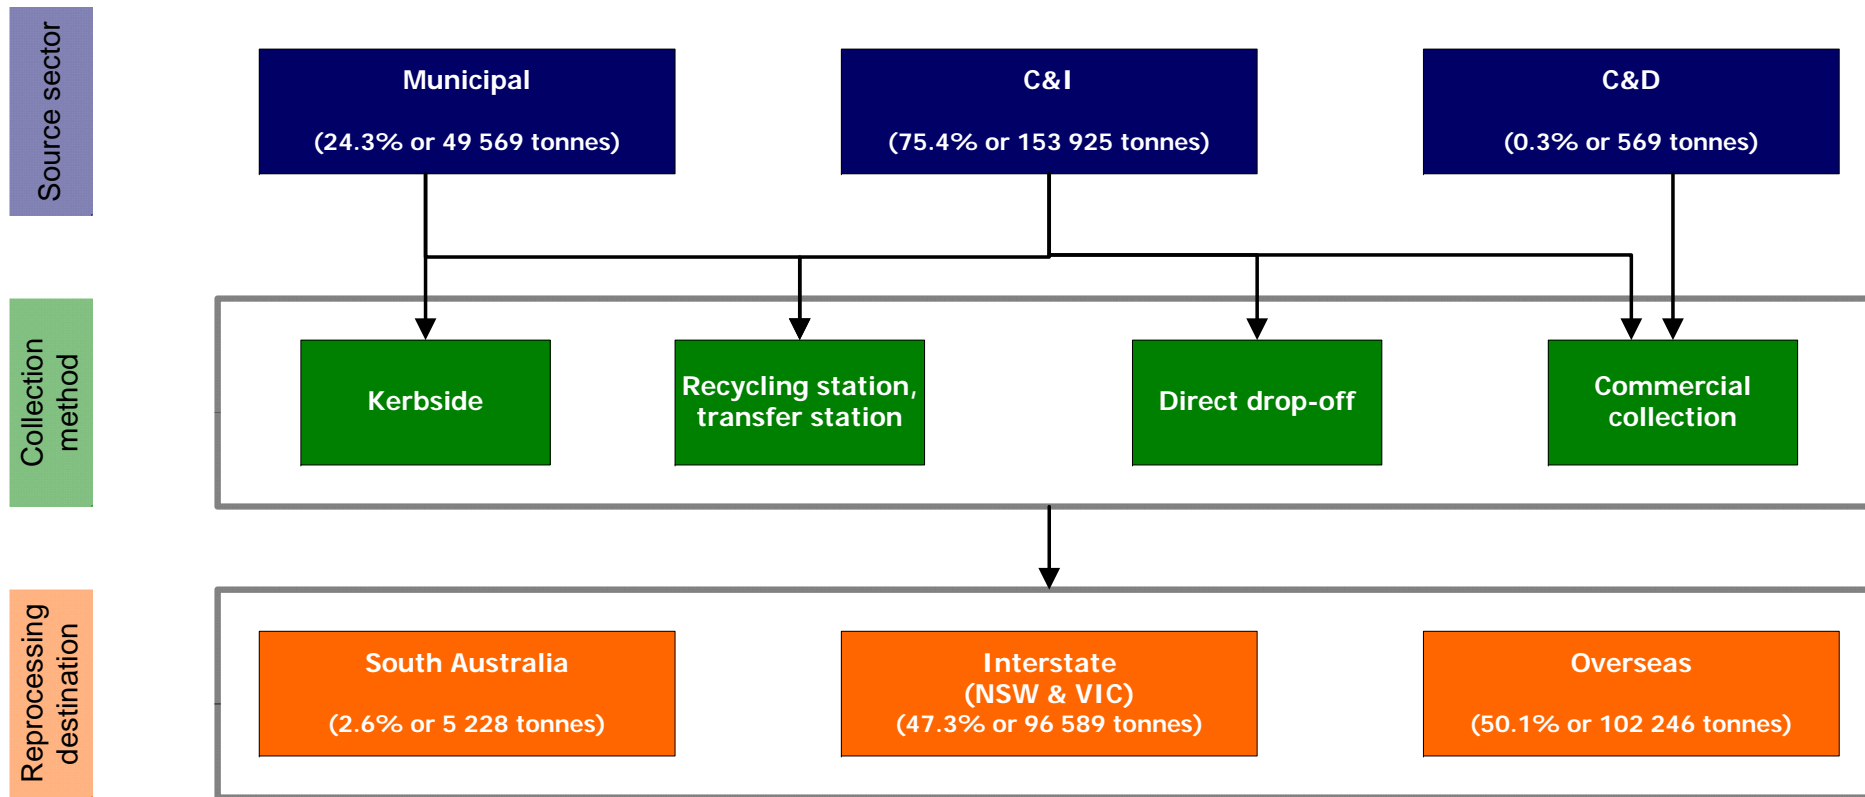 Source sector
Municipal
(24.3% or 49 569 tonnes)
C&I
(75.4% or 153 925 tonnes)
C&D
(0.3% or 569 tonnes)
Collection
method
Kerbside
Recycling station,
transfer station
Direct drop-off
Commercial
collection
Reprocessing
destination
South Australia
(2.6% or 5 228 tonnes)
Interstate
(NSW & VIC)
(47.3% or 96 589 tonnes)
Overseas
(50.1% or 102 246 tonnes)